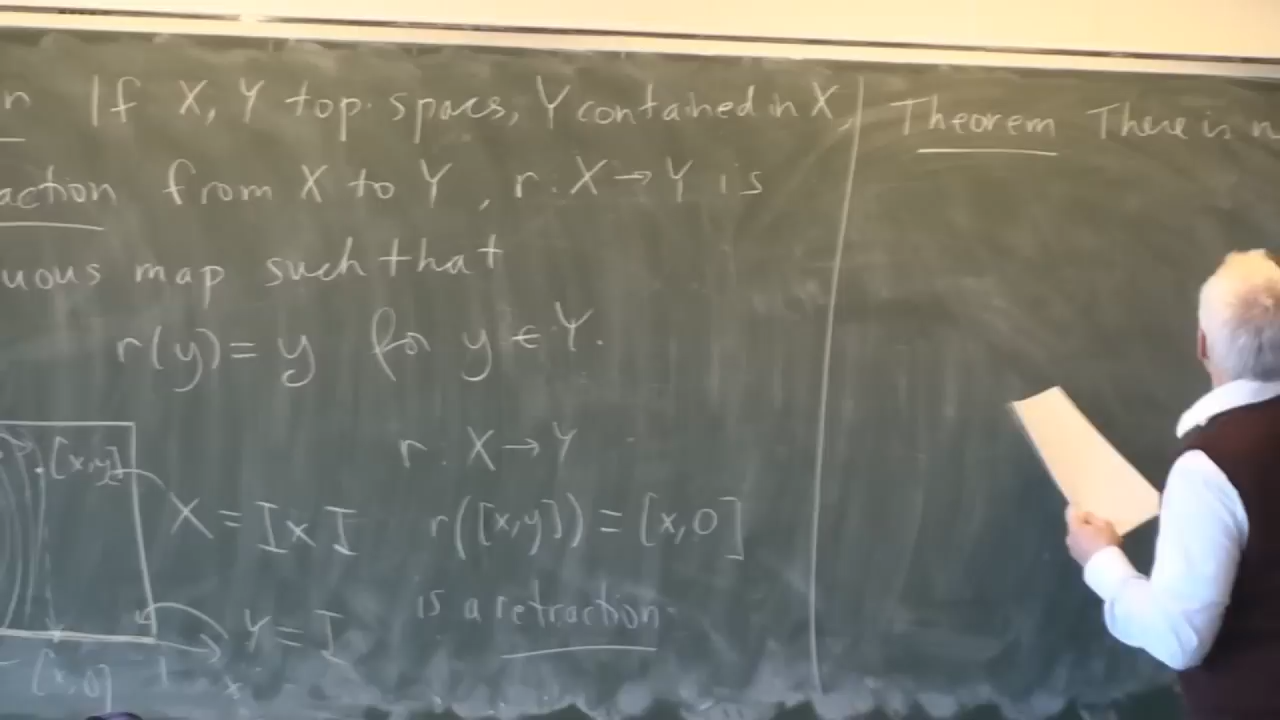 n If X, Y top. spacs, Y contained in X,
action from X to Y, r: X → Y is
uous map such that
r(y) = y for y ∈ Y.
[x,y]
X = I x I
Y = I
[x,0]
x
r: X → Y
r([x,y]) = [x,0]
is a retraction.
Theorem There is n